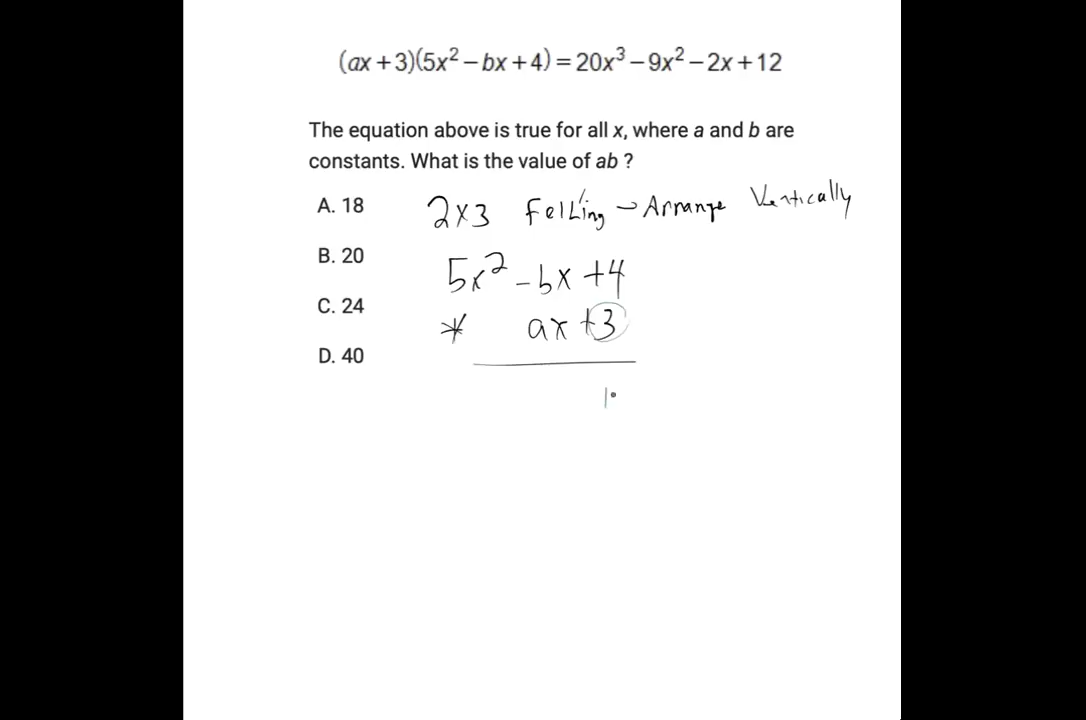 (ax + 3)(5x² – bx + 4) = 20x³ – 9x² – 2x + 12
The equation above is true for all x, where a and b are
constants. What is the value of ab ?
A. 18
2x3 FOILing → Arrange Vertically
B. 20
5x² - bx + 4
C. 24
* ax + 3
D. 40